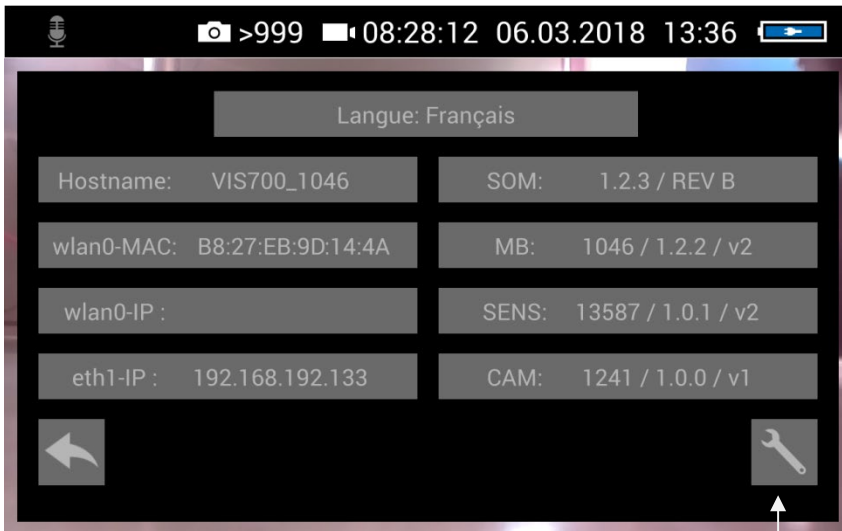 >999 08:28:12 06.03.2018 13:36
Langue: Français
Hostname: VIS700_1046
SOM: 1.2.3 / REV B
wlan0-MAC: B8:27:EB:9D:14:4A
MB: 1046 / 1.2.2 / v2
wlan0-IP :
SENS: 13587 / 1.0.1 / v2
eth1-IP : 192.168.192.133
CAM: 1241 / 1.0.0 / v1